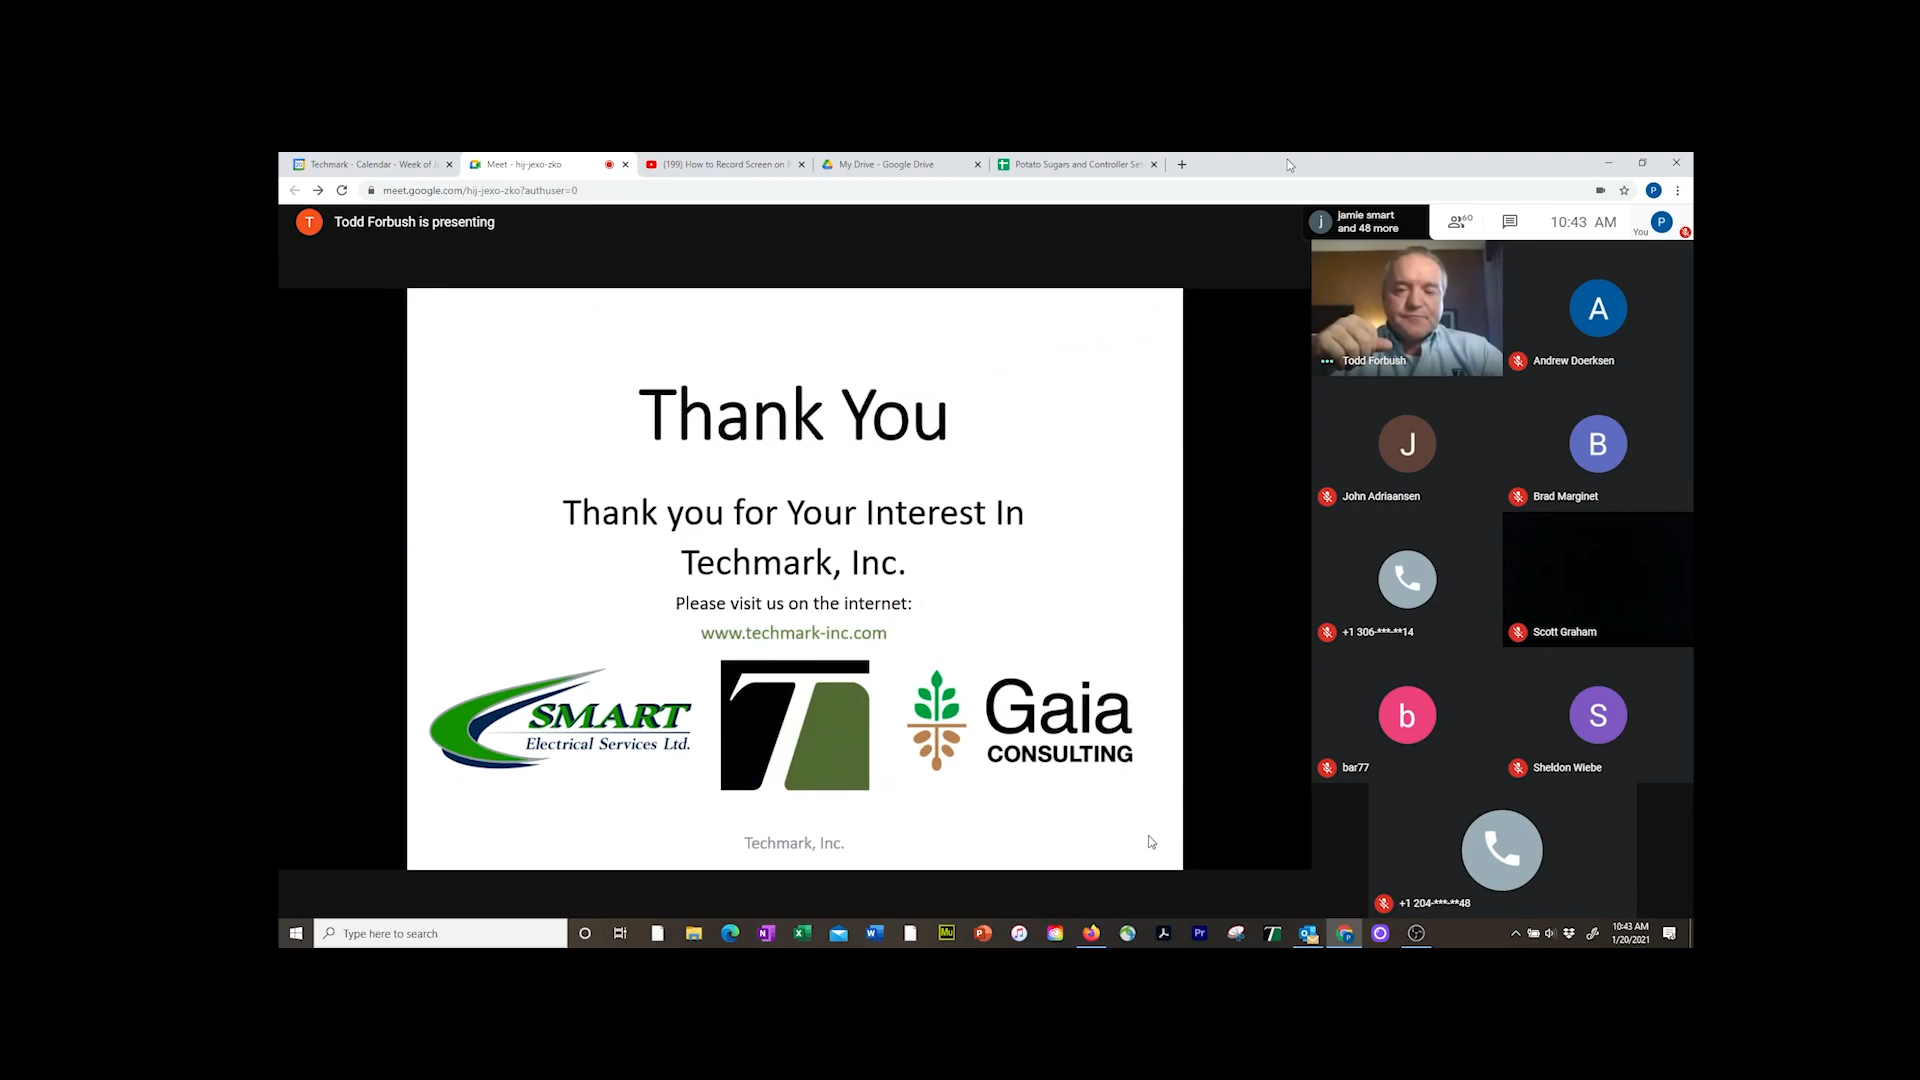 Techmark - Calendar - Week of J
Meet - hij-jexo-zko
(199) How to Record Screen on P
My Drive - Google Drive
Potato Sugars and Controller Set
meet.google.com/hij-jexo-zko?authuser=0
P
T
Todd Forbush is presenting
j
jamie smart
and 48 more
60
10:43 AM
You
P
Todd Forbush
A
Andrew Doerksen
J
John Adriaansen
B
Brad Marginet
+1 306-***-**14
Scott Graham
b
bar77
S
Sheldon Wiebe
+1 204-***-**48
Thank You
Thank you for Your Interest In
Techmark, Inc.
Please visit us on the internet:
www.techmark-inc.com
SMART
Electrical Services Ltd.
T
Gaia
CONSULTING
Techmark, Inc.
Type here to search
Mu
Pr
10:43 AM
1/20/2021